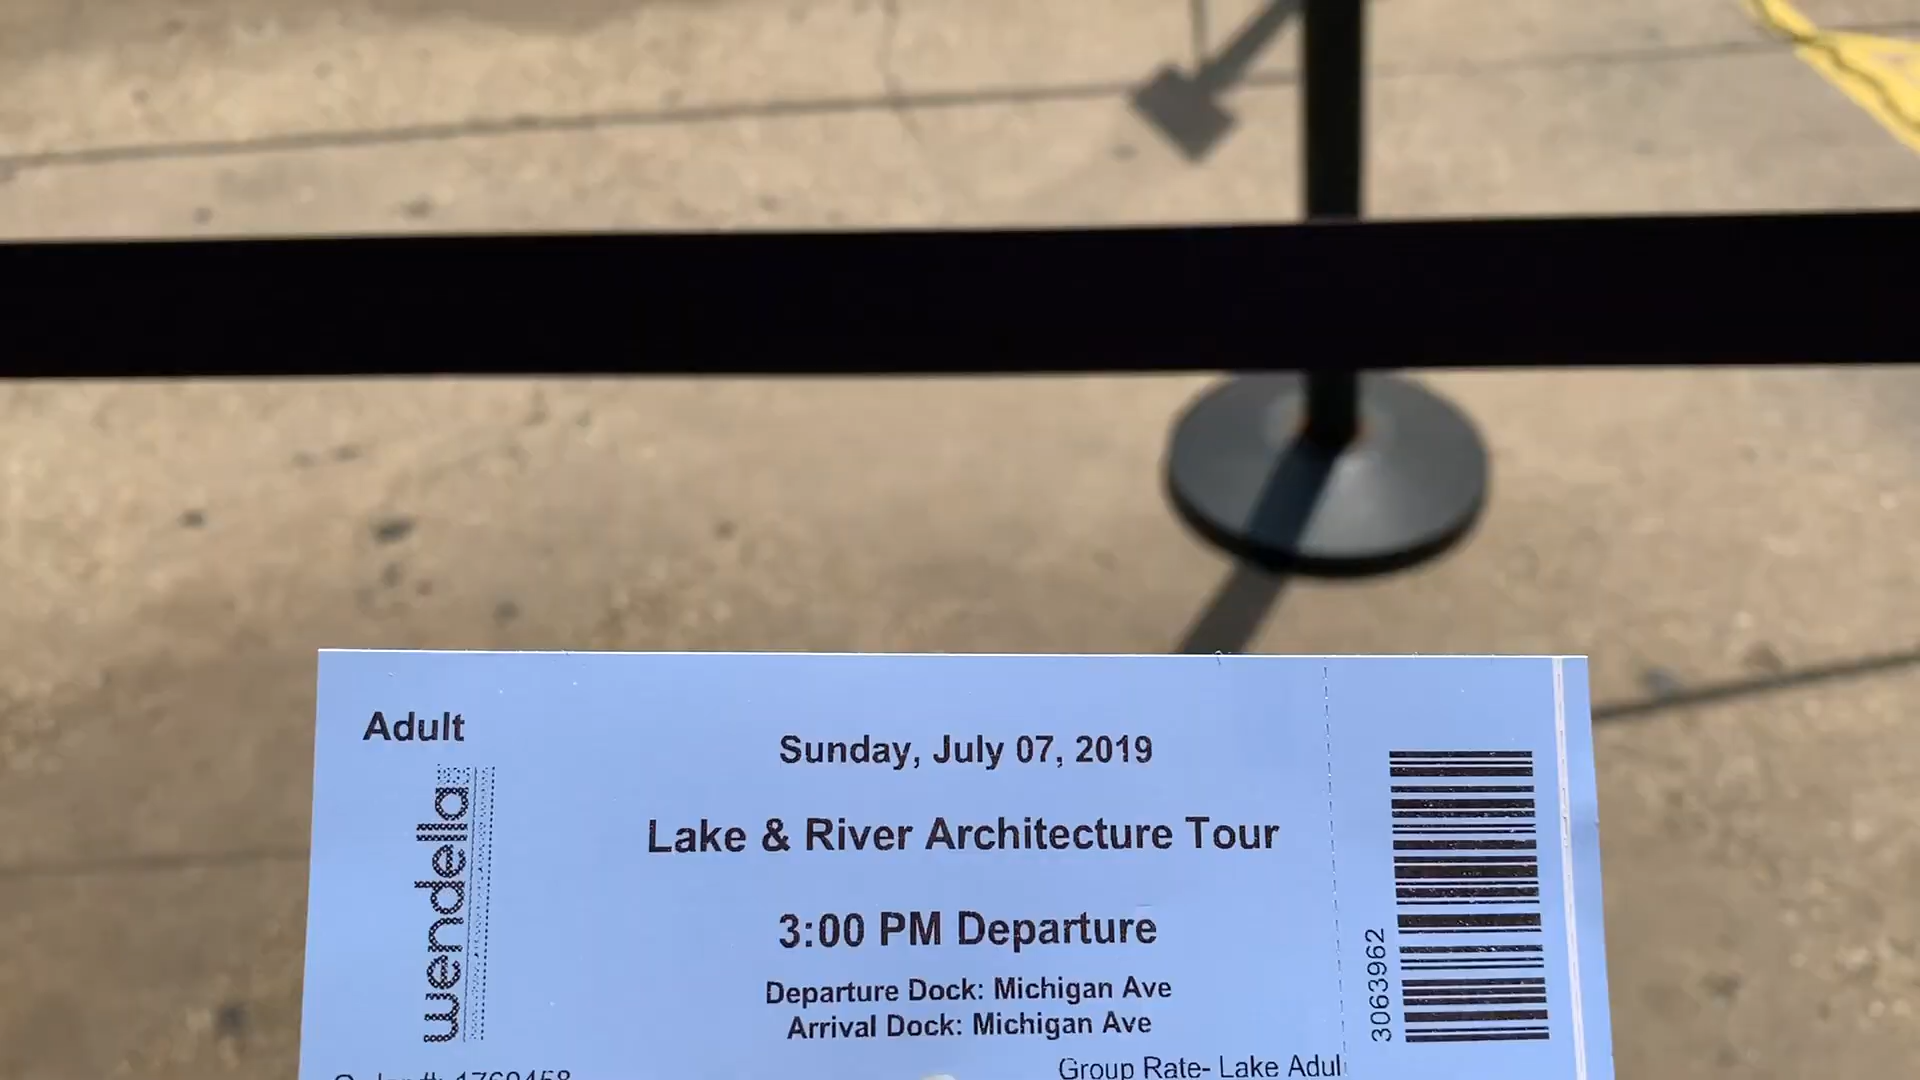 Adult
Sunday, July 07, 2019
wendella
Lake & River Architecture Tour
3:00 PM Departure
Departure Dock: Michigan Ave
Arrival Dock: Michigan Ave
3063962
Group Rate- Lake Adul